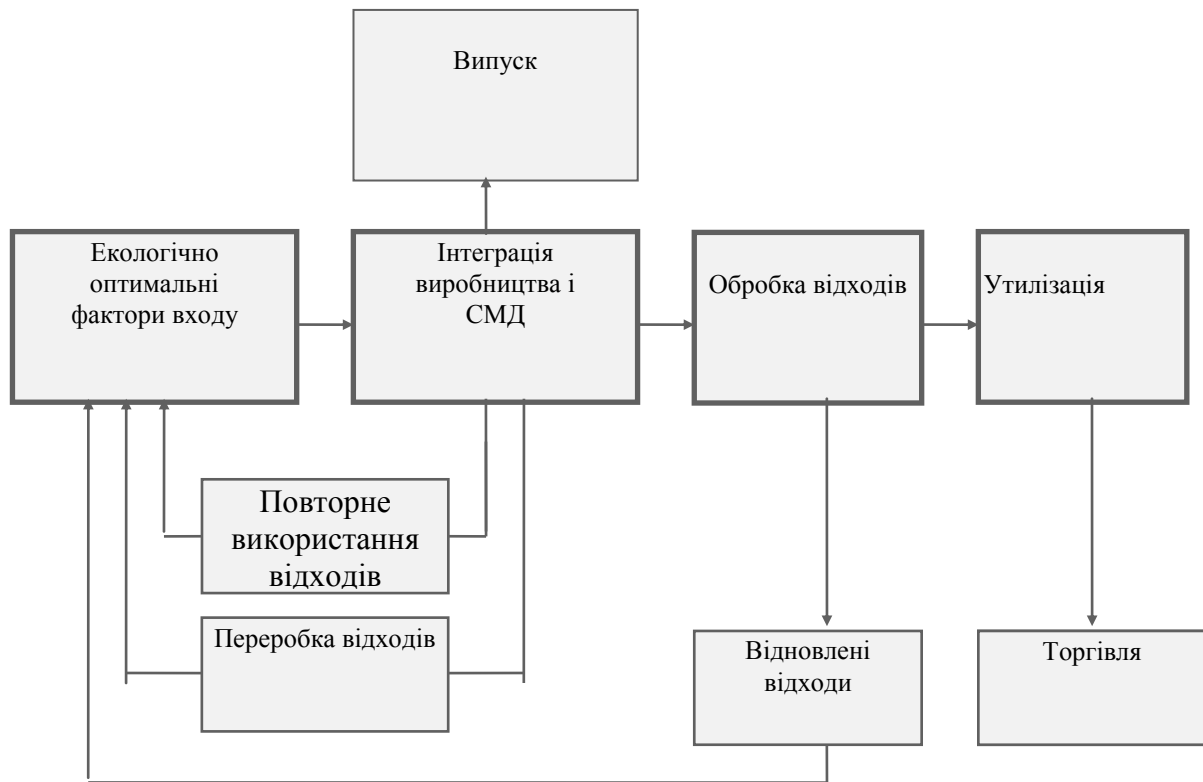 Випуск
Екологічно
оптимальні
фактори входу
Інтеграція
виробництва і
СМД
Обробка відходів
Утилізація
Повторне
використання
відходів
Переробка відходів
Відновлені
відходи
Торгівля